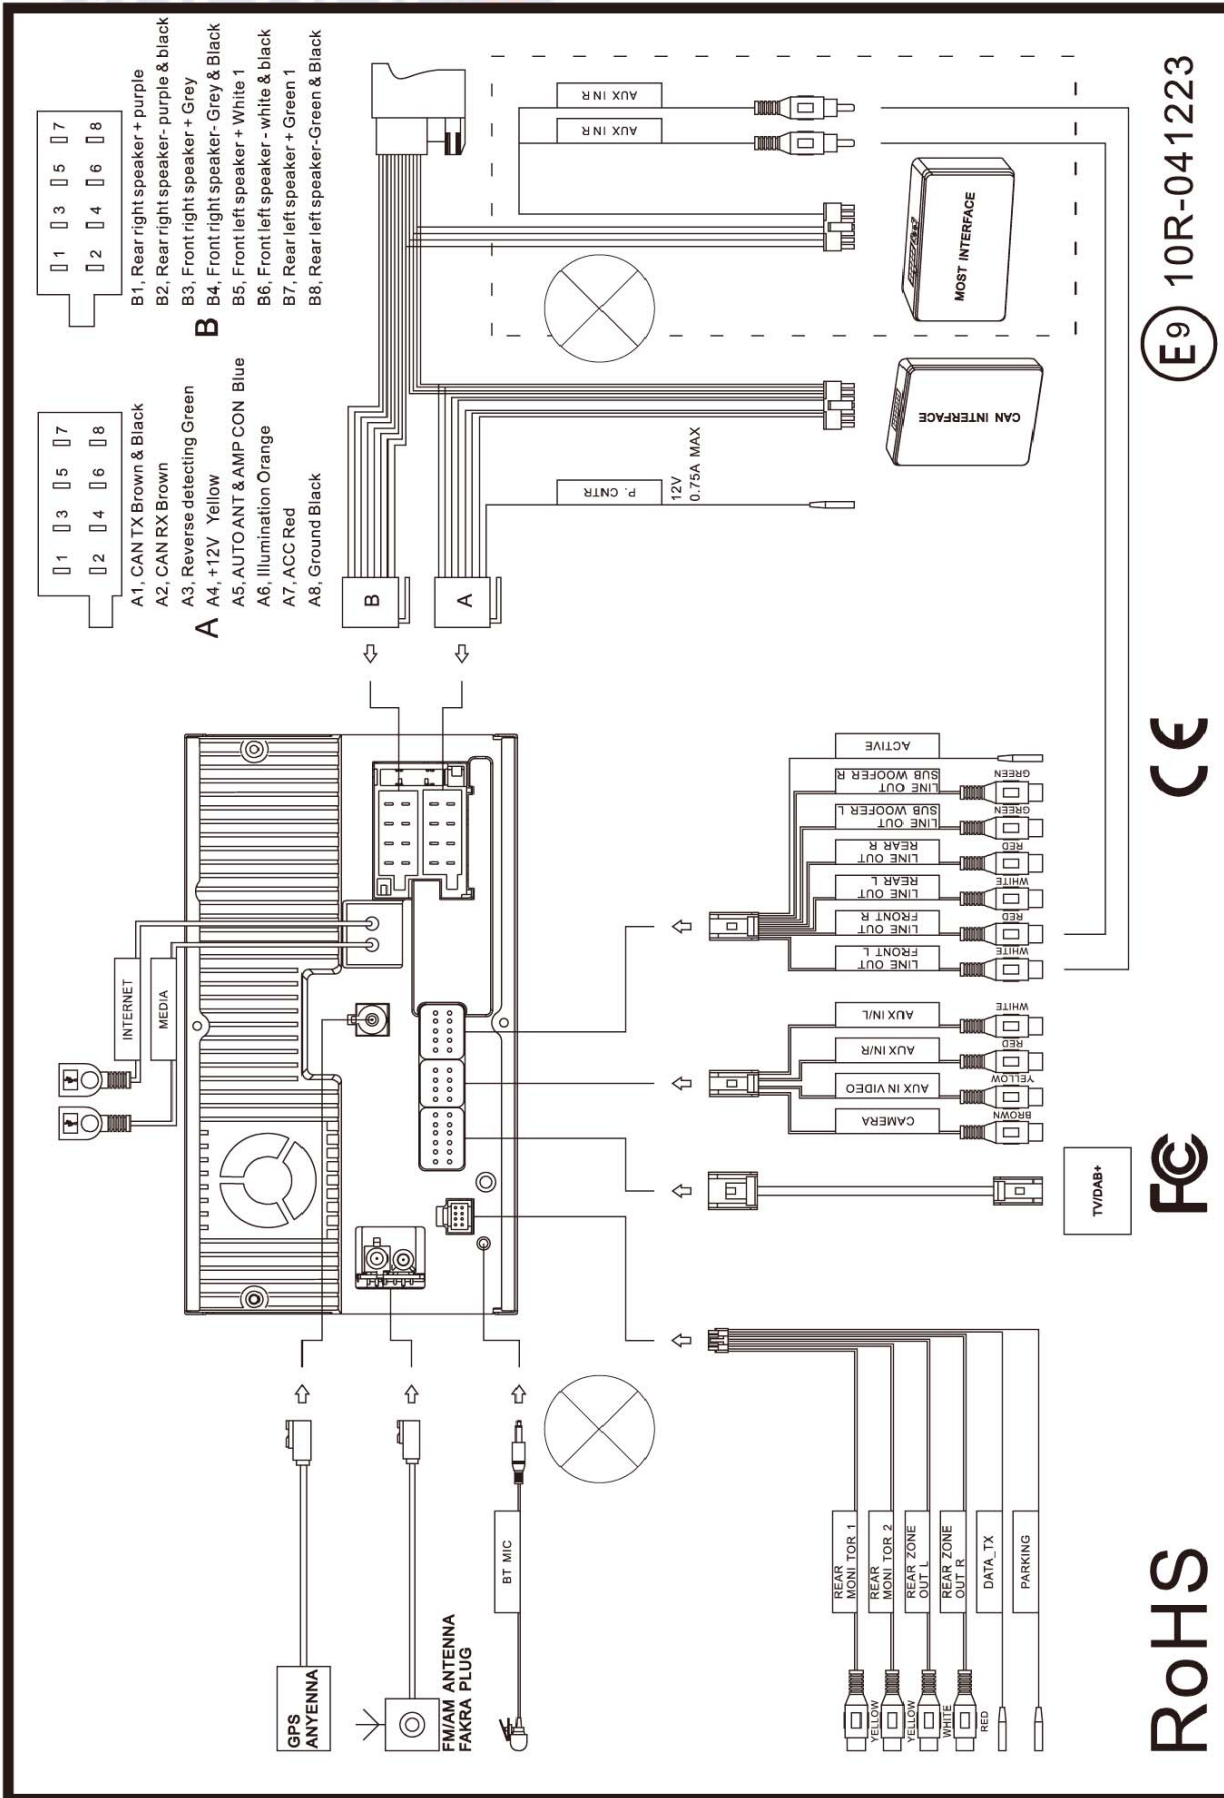 1 3 5 7
2 4 6 8
A1, CAN TX Brown & Black
A2, CAN RX Brown
A3, Reverse detecting Green
A4, +12V Yellow
A5, AUTO ANT & AMP CON Blue
A6, Illumination Orange
A7, ACC Red
A8, Ground Black
A
1 3 5 7
2 4 6 8
B1, Rear right speaker + purple
B2, Rear right speaker- purple & black
B3, Front right speaker + Grey
B4, Front right speaker- Grey & Black
B5, Front left speaker + White 1
B6, Front left speaker - white & black
B7, Rear left speaker + Green 1
B8, Rear left speaker-Green & Black
B
INTERNET
MEDIA
B
A
P. CNTR
12V
0.75A MAX
AUX INR
AUX INR
CAN INTERFACE
MOST INTERFACE
GPS
ANYENNA
FM/AM ANTENNA
FAKRA PLUG
BT MIC
REAR
MONI TOR 1
YELLOW
REAR
MONI TOR 2
YELLOW
REAR ZONE
OUT L
WHITE
REAR ZONE
OUT R
RED
DATA_TX
PARKING
TV/DAB+
CAMERA
BROWN
AUX IN VIDEO
YELLOW
AUX IN/R
RED
AUX IN/L
WHITE
LINE OUT
FRONT L
WHITE
LINE OUT
FRONT R
RED
LINE OUT
REAR L
WHITE
LINE OUT
REAR R
RED
LINE OUT
SUB WOOFER L
GREEN
LINE OUT
SUB WOOFER R
GREEN
ACTIVE
RoHS
FC
CE
E9 10R-041223